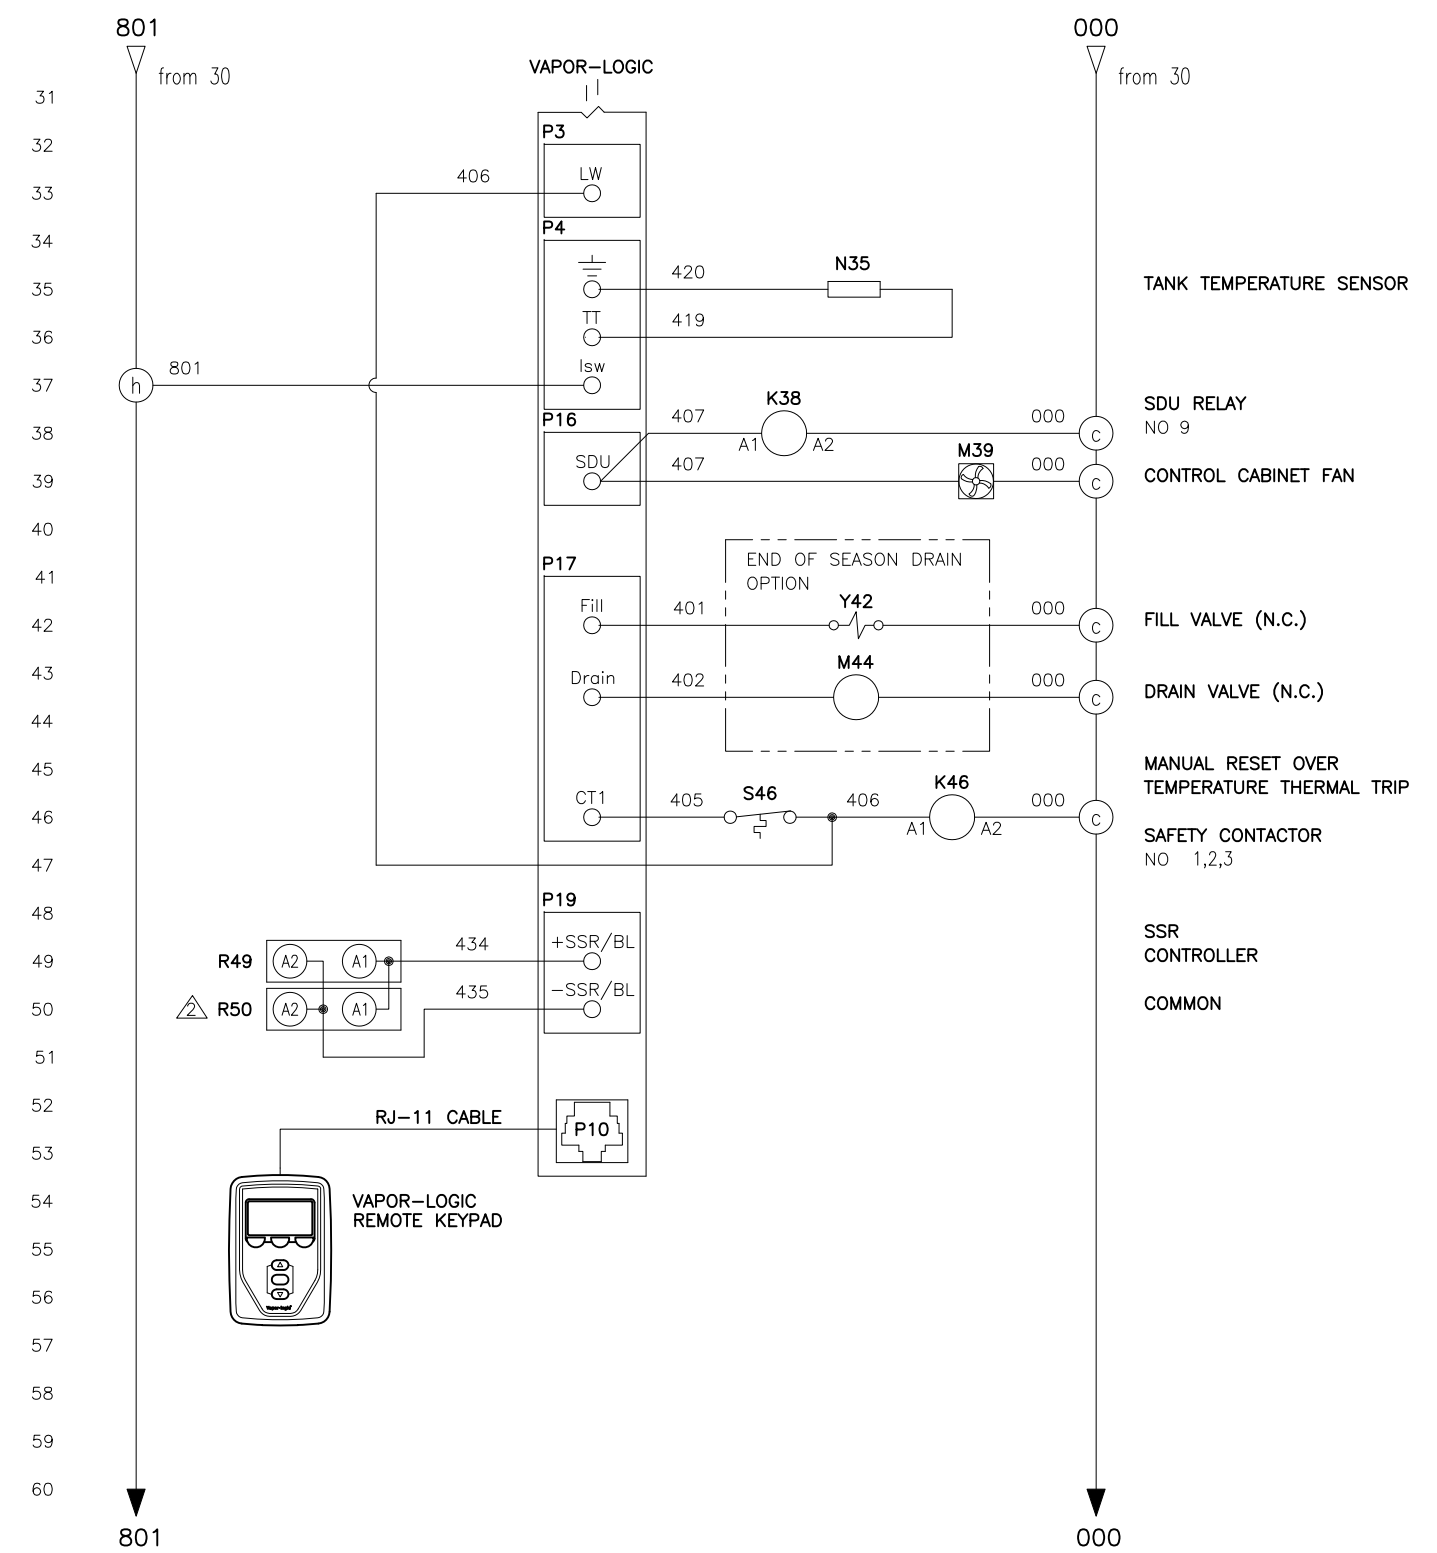 801
000
from 30
from 30
VAPOR-LOGIC
31
P3
32
LW
406
33
P4
34
N35
420
35
TANK TEMPERATURE SENSOR
TT
419
36
Isw
801
37
h
K38
SDU RELAY
P16
407
000
NO 9
38
A1
A2
c
M39
SDU
407
000
39
c
CONTROL CABINET FAN
40
END OF SEASON DRAIN
OPTION
P17
41
Y42
Fill
401
000
42
c
FILL VALVE (N.C.)
43
M44
Drain
402
000
c
DRAIN VALVE (N.C.)
44
45
MANUAL RESET OVER
TEMPERATURE THERMAL TRIP
K46
S46
CT1
405
406
000
46
A1
A2
c
SAFETY CONTACTOR
NO 1,2,3
47
P19
48
SSR
CONTROLLER
434
+SSR/BL
49
R49
A2
A1
435
-SSR/BL
50
2
R50
A2
A1
COMMON
51
52
RJ-11 CABLE
P10
53
54
VAPOR-LOGIC
REMOTE KEYPAD
55
56
Vapor-logic
57
58
59
60
801
000